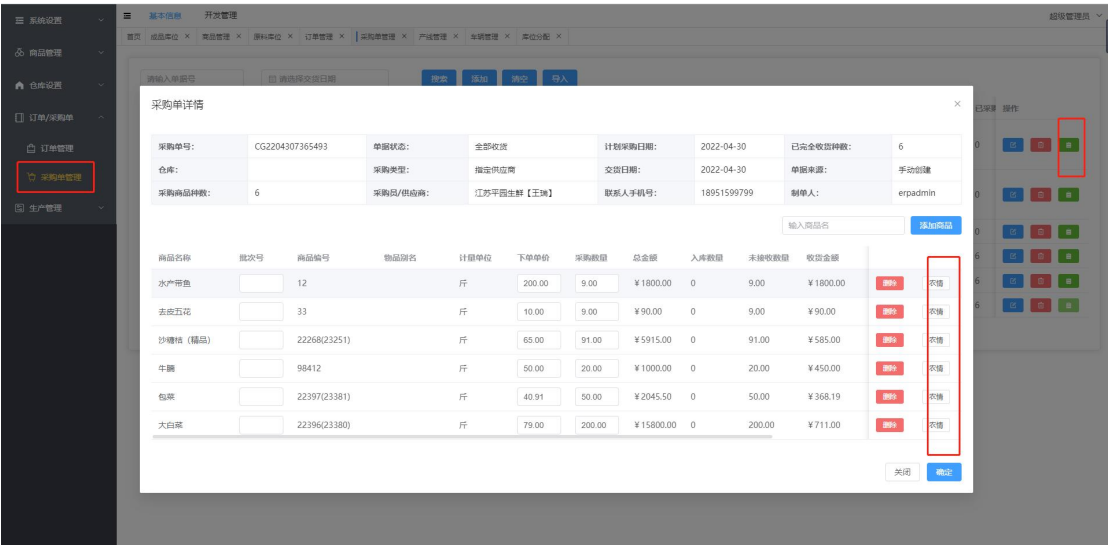 系统设置
商品管理
仓库设置
订单/采购单
订单管理
采购单管理
生产管理
基本信息 开发管理 超级管理员
首页 成品库位 × 商品管理 × 原料库位 × 订单管理 × 采购单管理 × 产线管理 × 车辆管理 × 库位分配 ×
请输入单据号 请选择交货日期 搜索 添加 清空 导入
采购单详情 ×
已采购 操作
采购单号: CG2204307365493 单据状态: 全部收货 计划采购日期: 2022-04-30 已完全收货种数: 6
仓库: 采购类型: 指定供应商 交货日期: 2022-04-30 单据来源: 手动创建
采购商品种数: 6 采购员/供应商: 江苏平园生鲜【王瑞】 联系人手机号: 18951599799 制单人: erpadmin
输入商品名 添加商品
商品名称 批次号 商品编号 物品别名 计量单位 下单单价 采购数量 总金额 入库数量 未接收数量 收货金额
水产带鱼 12 斤 200.00 9.00 ¥1800.00 0 9.00 ¥1800.00 删除 农情
去皮五花 33 斤 10.00 9.00 ¥90.00 0 9.00 ¥90.00 删除 农情
沙糖桔(精品) 22268(23251) 斤 65.00 91.00 ¥5915.00 0 91.00 ¥585.00 删除 农情
牛腩 98412 斤 50.00 20.00 ¥1000.00 0 20.00 ¥450.00 删除 农情
包菜 22397(23381) 斤 40.91 50.00 ¥2045.50 0 50.00 ¥368.19 删除 农情
大白菜 22396(23380) 斤 79.00 200.00 ¥15800.00 0 200.00 ¥711.00 删除 农情
关闭 确定
0
0
0
6
6
6